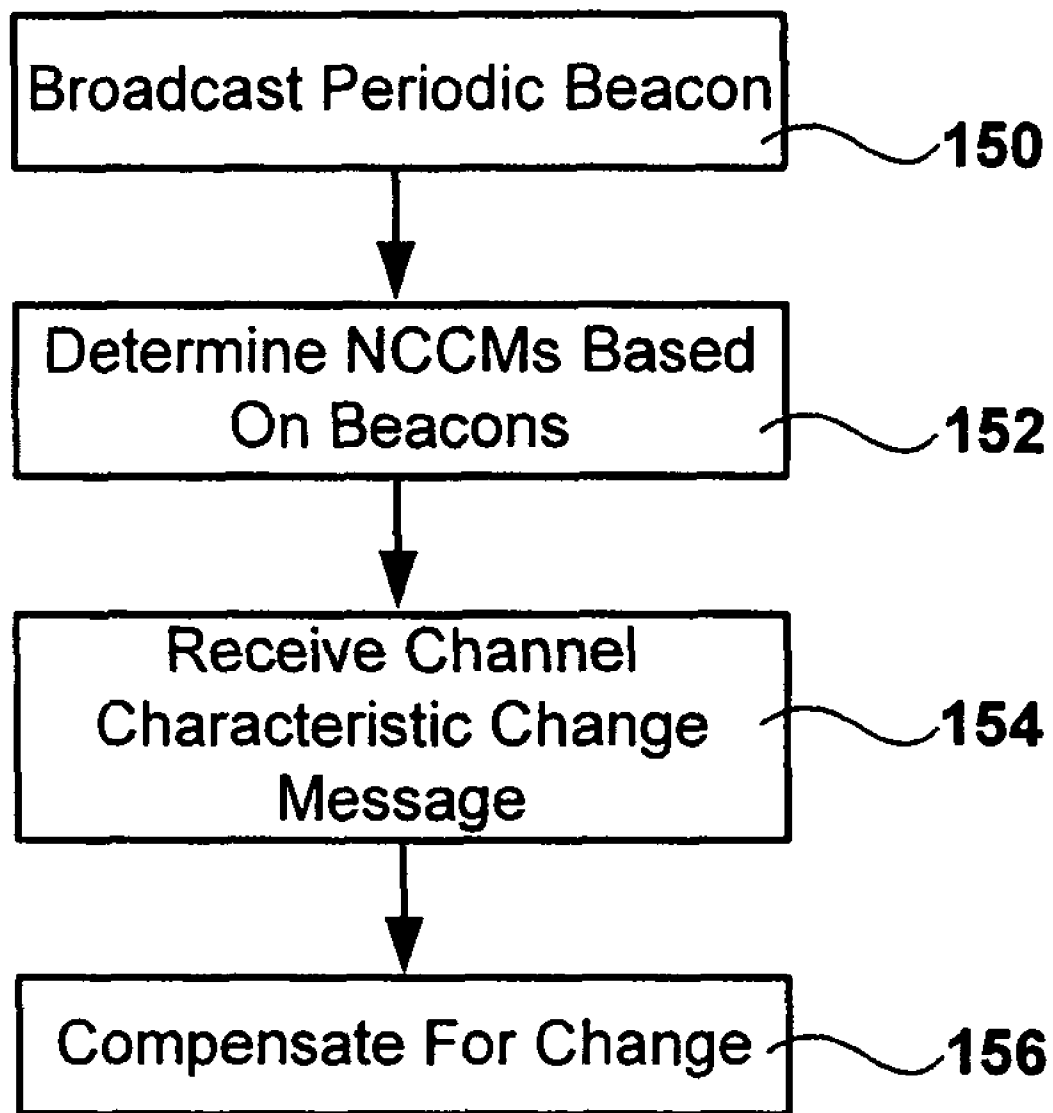 Broadcast Periodic Beacon
150
Determine NCCMs Based
On Beacons
152
Receive Channel
Characteristic Change
Message
154
Compensate For Change
156